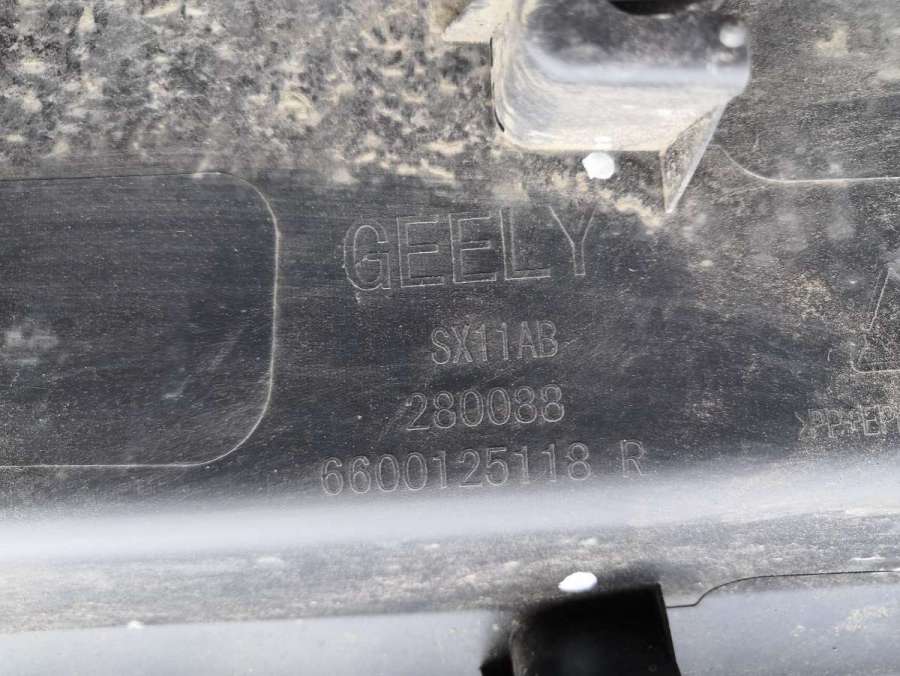 GEELY
SX11AB
280088
6600125118 R